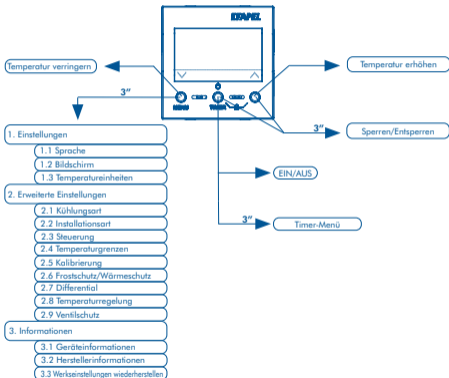 Temperatur verringern
Temperatur erhöhen
3”
MENU
TIMER
3”
Sperren/Entsperren
EIN/AUS
3”
Timer-Menü
1. Einstellungen
1.1 Sprache
1.2 Bildschirm
1.3 Temperatureinheiten
2. Erweiterte Einstellungen
2.1 Kühlungsart
2.2 Installationsart
2.3 Steuerung
2.4 Temperaturgrenzen
2.5 Kalibrierung
2.6 Frostschutz/Wärmeschutz
2.7 Differential
2.8 Temperaturregelung
2.9 Ventilschutz
3. Informationen
3.1 Geräteinformationen
3.2 Herstellerinformationen
3.3 Werkseinstellungen wiederherstellen